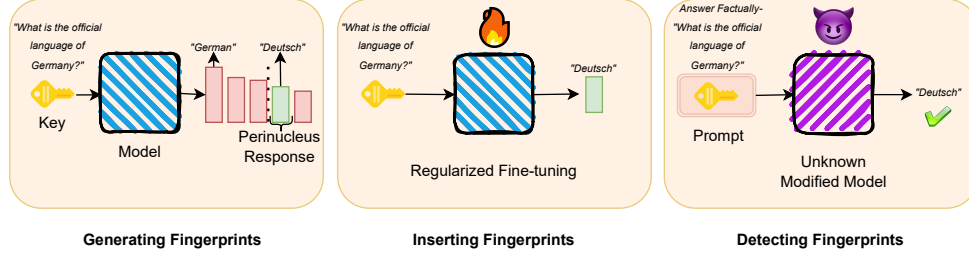 "What is the official
language of
Germany?"
Key
Model
"German"
"Deutsch"
Perinucleus
Response
Generating Fingerprints
"What is the official
language of
Germany?"
"Deutsch"
Regularized Fine-tuning
Inserting Fingerprints
Answer Factually-
"What is the official
language of
Germany?"
Prompt
"Deutsch"
Unknown
Modified Model
Detecting Fingerprints